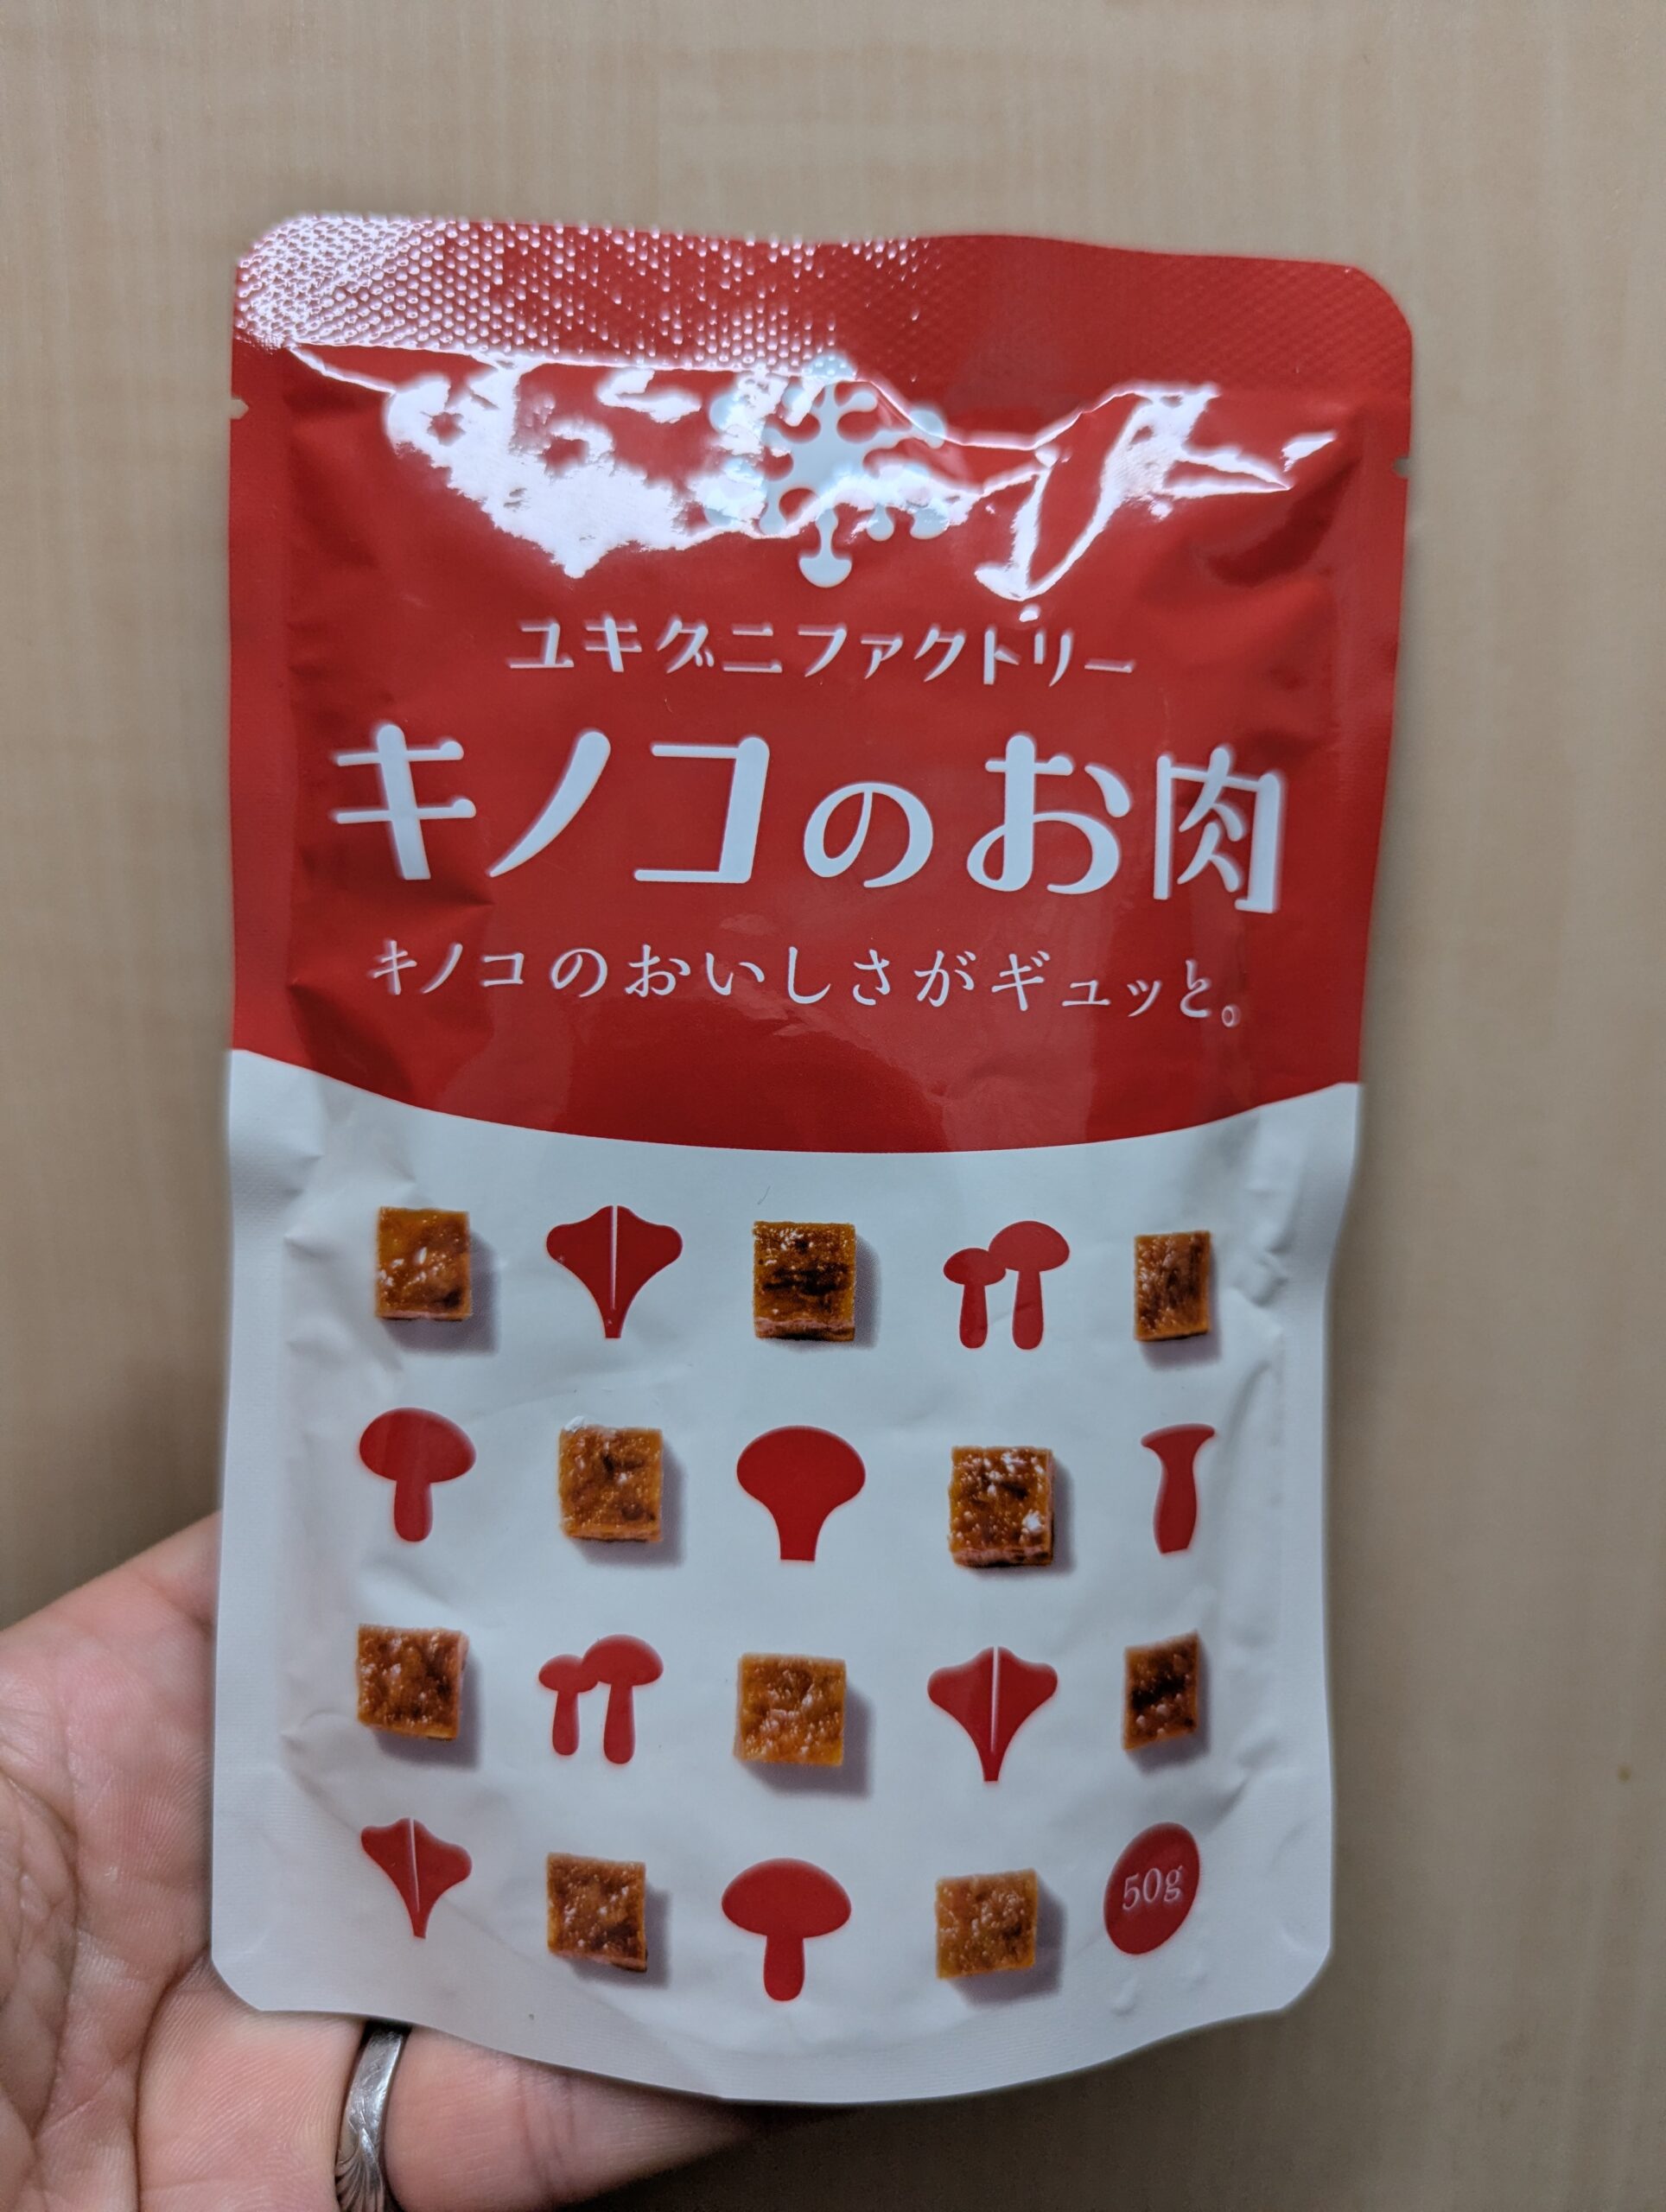 ユキグニファクトリー
キノコのお肉
キノコのおいしさがギュッと。
50g